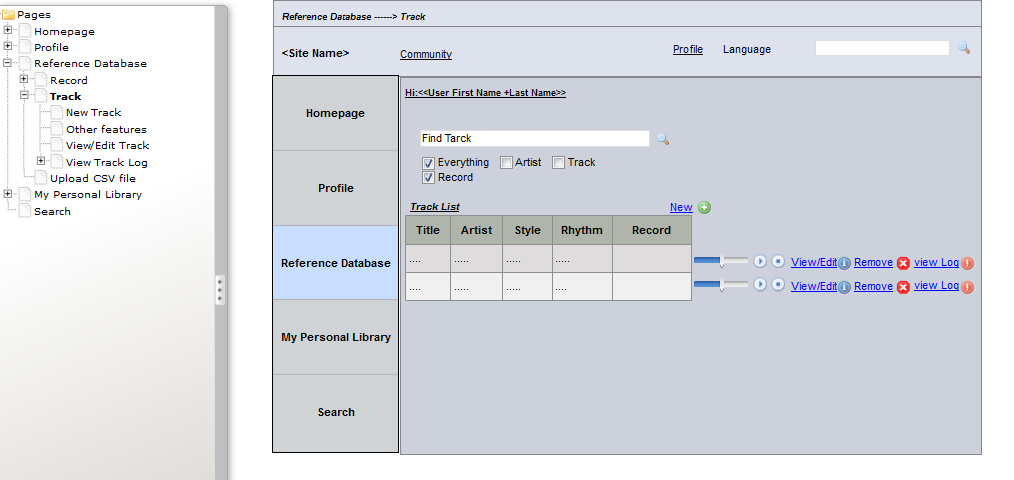 Pages
Homepage
Profile
Reference Database
Record
Track
New Track
Other features
View/Edit Track
View Track Log
Upload CSV file
My Personal Library
Search
Reference Database ------> Track
<Site Name>
Community
Profile
Language
Homepage
Profile
Reference Database
My Personal Library
Search
Hi:<<User First Name +Last Name>>
Find Tarck
Everything Artist Track
Record
Track List New
Title Artist Style Rhythm Record
.... ..... ..... ..... View/Edit Remove view Log
.... ..... ..... .... View/Edit Remove view Log